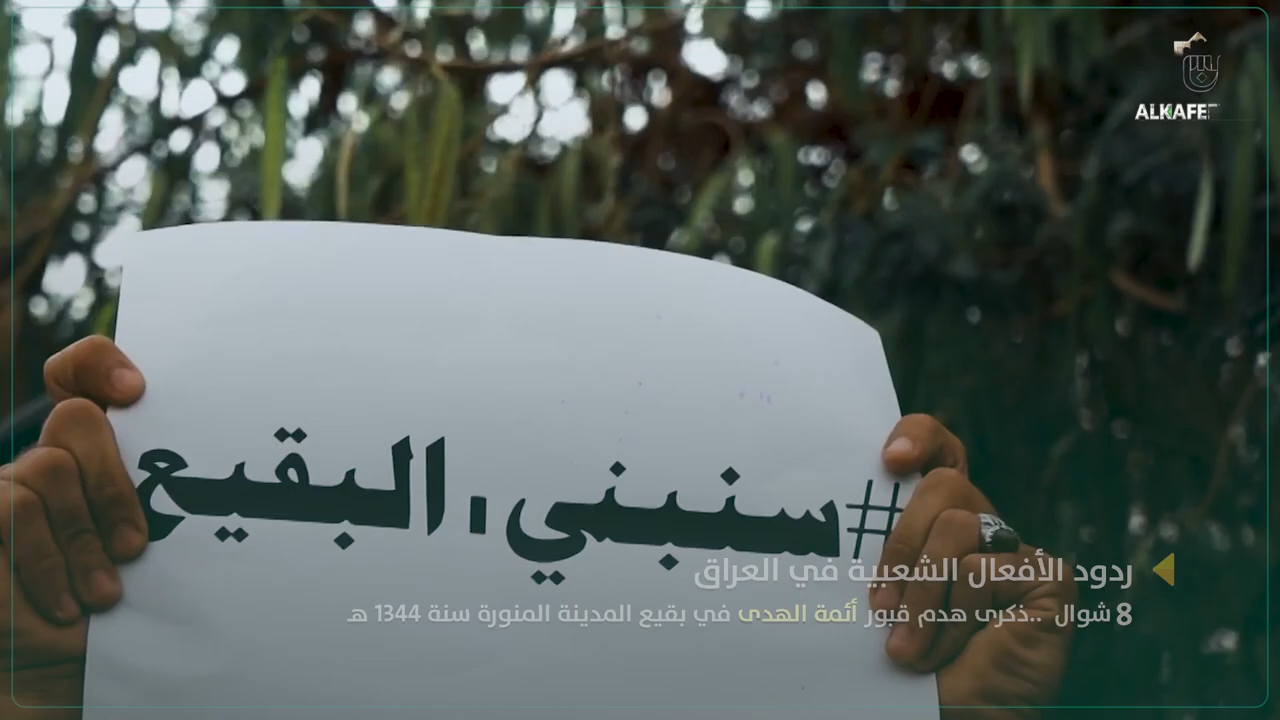 ALKAFE
#سنبني_البقيع
ردود الأفعال الشعبية في العراق
8 شوال ..ذكرى هدم قبور أئمة الهدى في بقيع المدينة المنورة سنة 1344 هـ